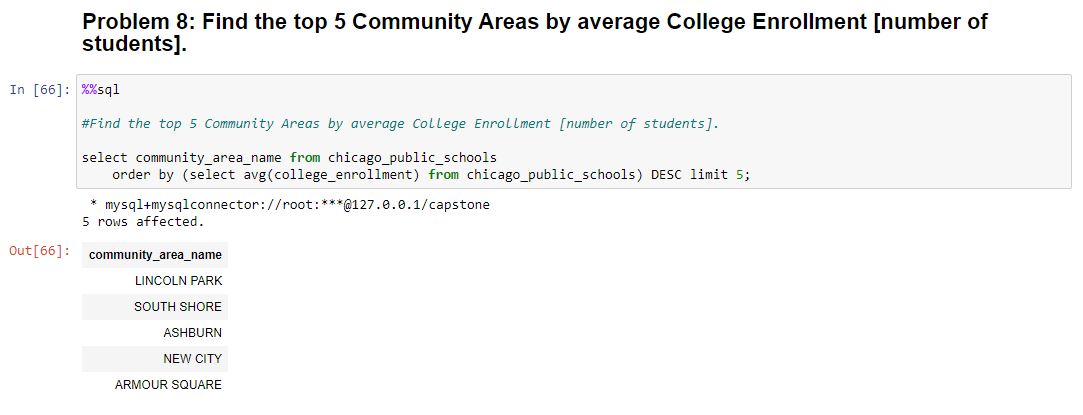 Problem 8: Find the top 5 Community Areas by average College Enrollment [number of
students].
In [66]: %%sql
#Find the top 5 Community Areas by average College Enrollment [number of students].
select community_area_name from chicago_public_schools
order by (select avg(college_enrollment) from chicago_public_schools) DESC limit 5;
* mysql+mysqlconnector://root:***@127.0.0.1/capstone
5 rows affected.
Out[66]: community_area_name
LINCOLN PARK
SOUTH SHORE
ASHBURN
NEW CITY
ARMOUR SQUARE